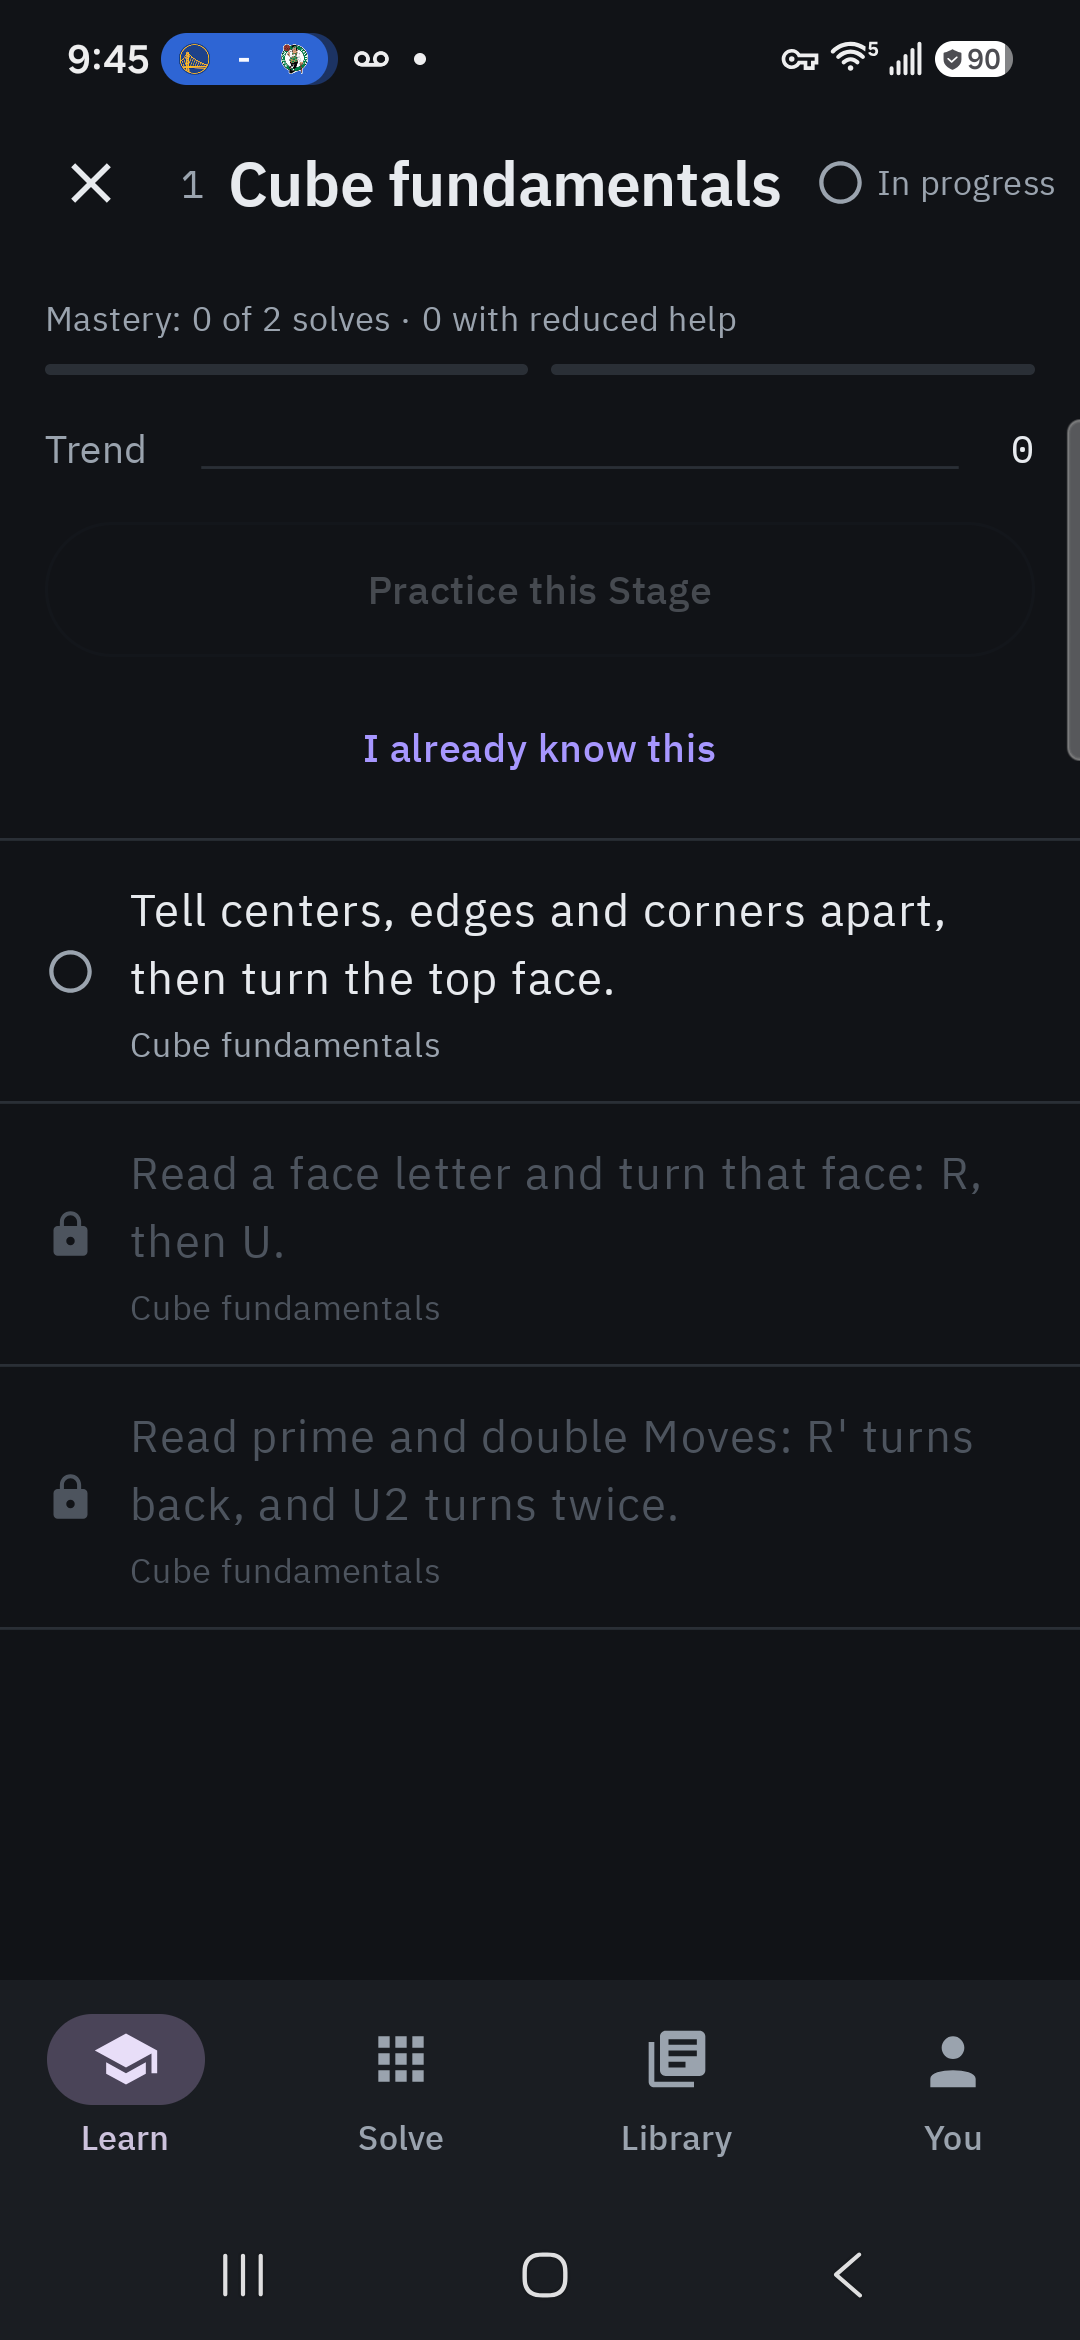 9:45 - 5 90
1 Cube fundamentals In progress
Mastery: 0 of 2 solves · 0 with reduced help
Trend 0
Practice this Stage
I already know this
Tell centers, edges and corners apart,
then turn the top face.
Cube fundamentals
Read a face letter and turn that face: R,
then U.
Cube fundamentals
Read prime and double Moves: R' turns
back, and U2 turns twice.
Cube fundamentals
Learn Solve Library You